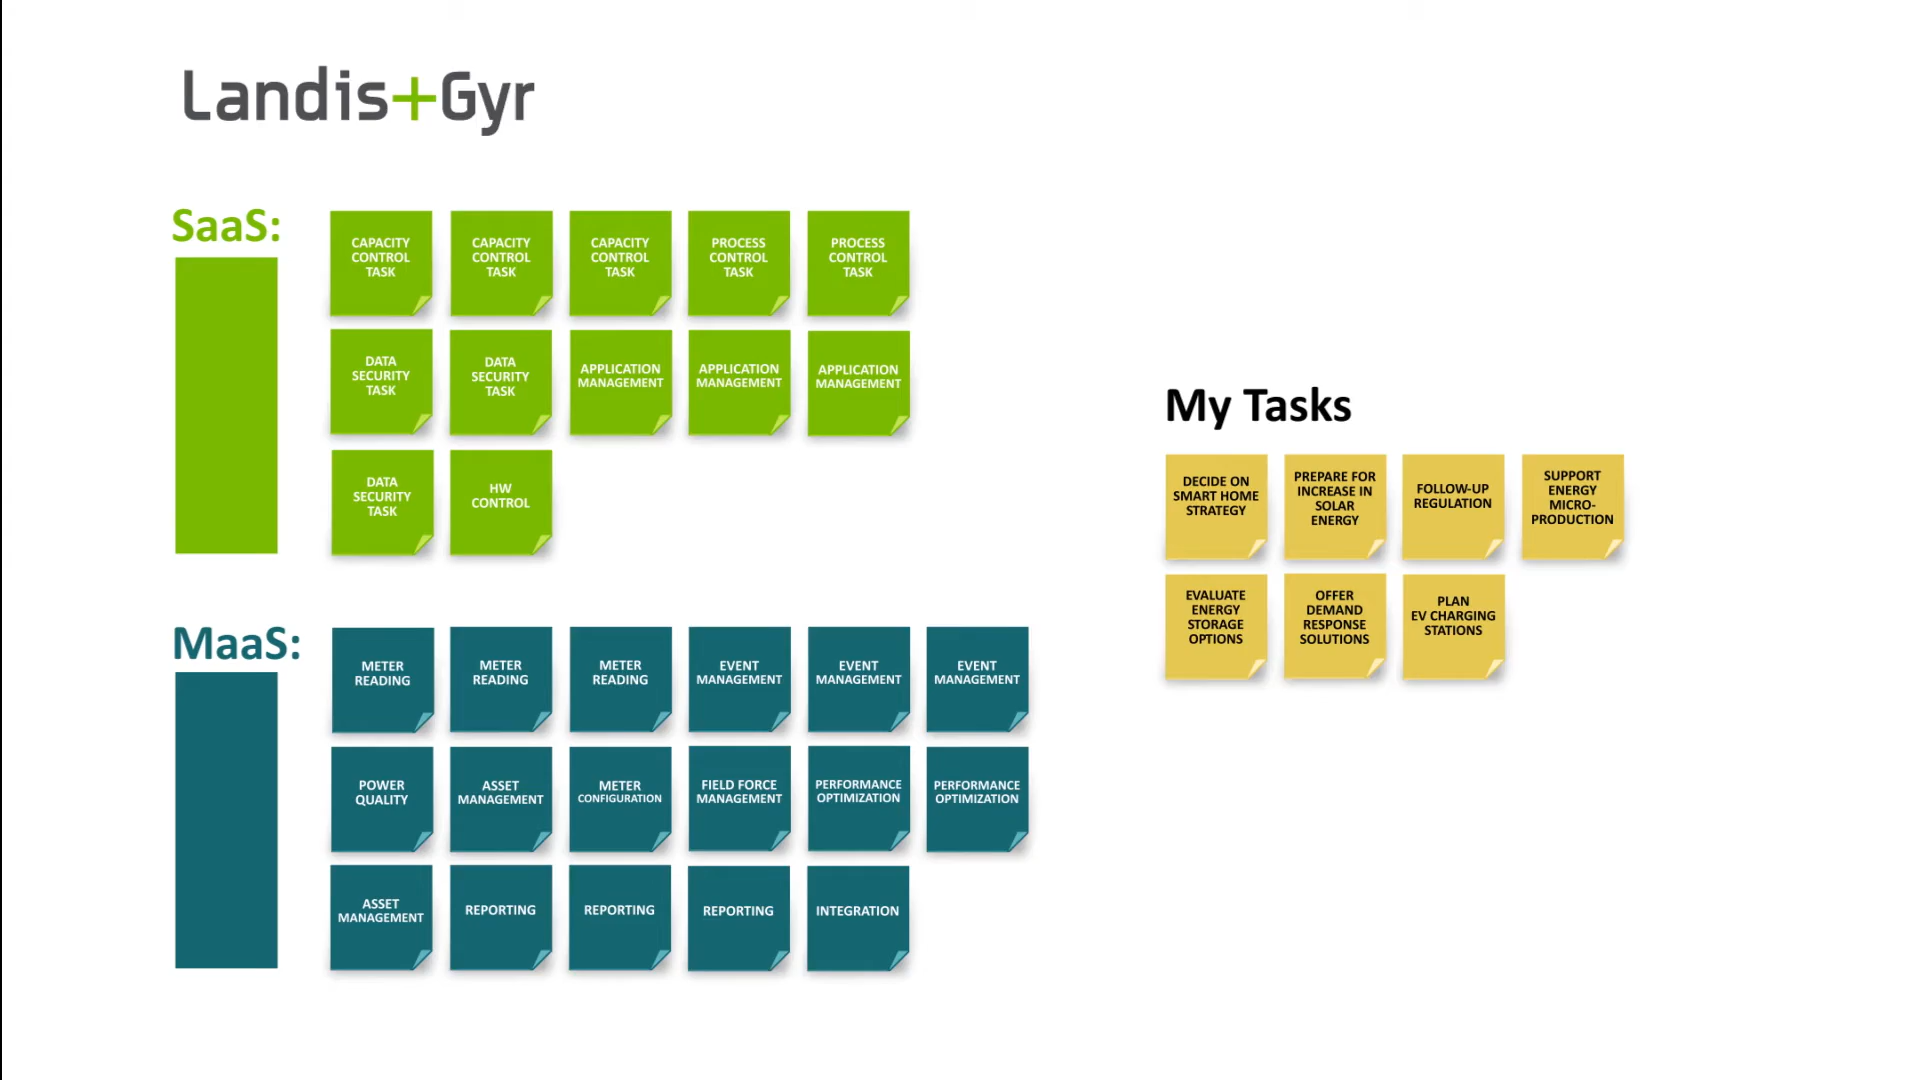 Landis+Gyr
SaaS:
CAPACITY
CONTROL
TASK
CAPACITY
CONTROL
TASK
CAPACITY
CONTROL
TASK
PROCESS
CONTROL
TASK
PROCESS
CONTROL
TASK
DATA
SECURITY
TASK
DATA
SECURITY
TASK
APPLICATION
MANAGEMENT
APPLICATION
MANAGEMENT
APPLICATION
MANAGEMENT
DATA
SECURITY
TASK
HW
CONTROL
MaaS:
METER
READING
METER
READING
METER
READING
EVENT
MANAGEMENT
EVENT
MANAGEMENT
EVENT
MANAGEMENT
POWER
QUALITY
ASSET
MANAGEMENT
METER
CONFIGURATION
FIELD FORCE
MANAGEMENT
PERFORMANCE
OPTIMIZATION
PERFORMANCE
OPTIMIZATION
ASSET
MANAGEMENT
REPORTING
REPORTING
REPORTING
INTEGRATION
My Tasks
DECIDE ON
SMART HOME
STRATEGY
PREPARE FOR
INCREASE IN
SOLAR
ENERGY
FOLLOW-UP
REGULATION
SUPPORT
ENERGY
MICRO-
PRODUCTION
EVALUATE
ENERGY
STORAGE
OPTIONS
OFFER
DEMAND
RESPONSE
SOLUTIONS
PLAN
EV CHARGING
STATIONS